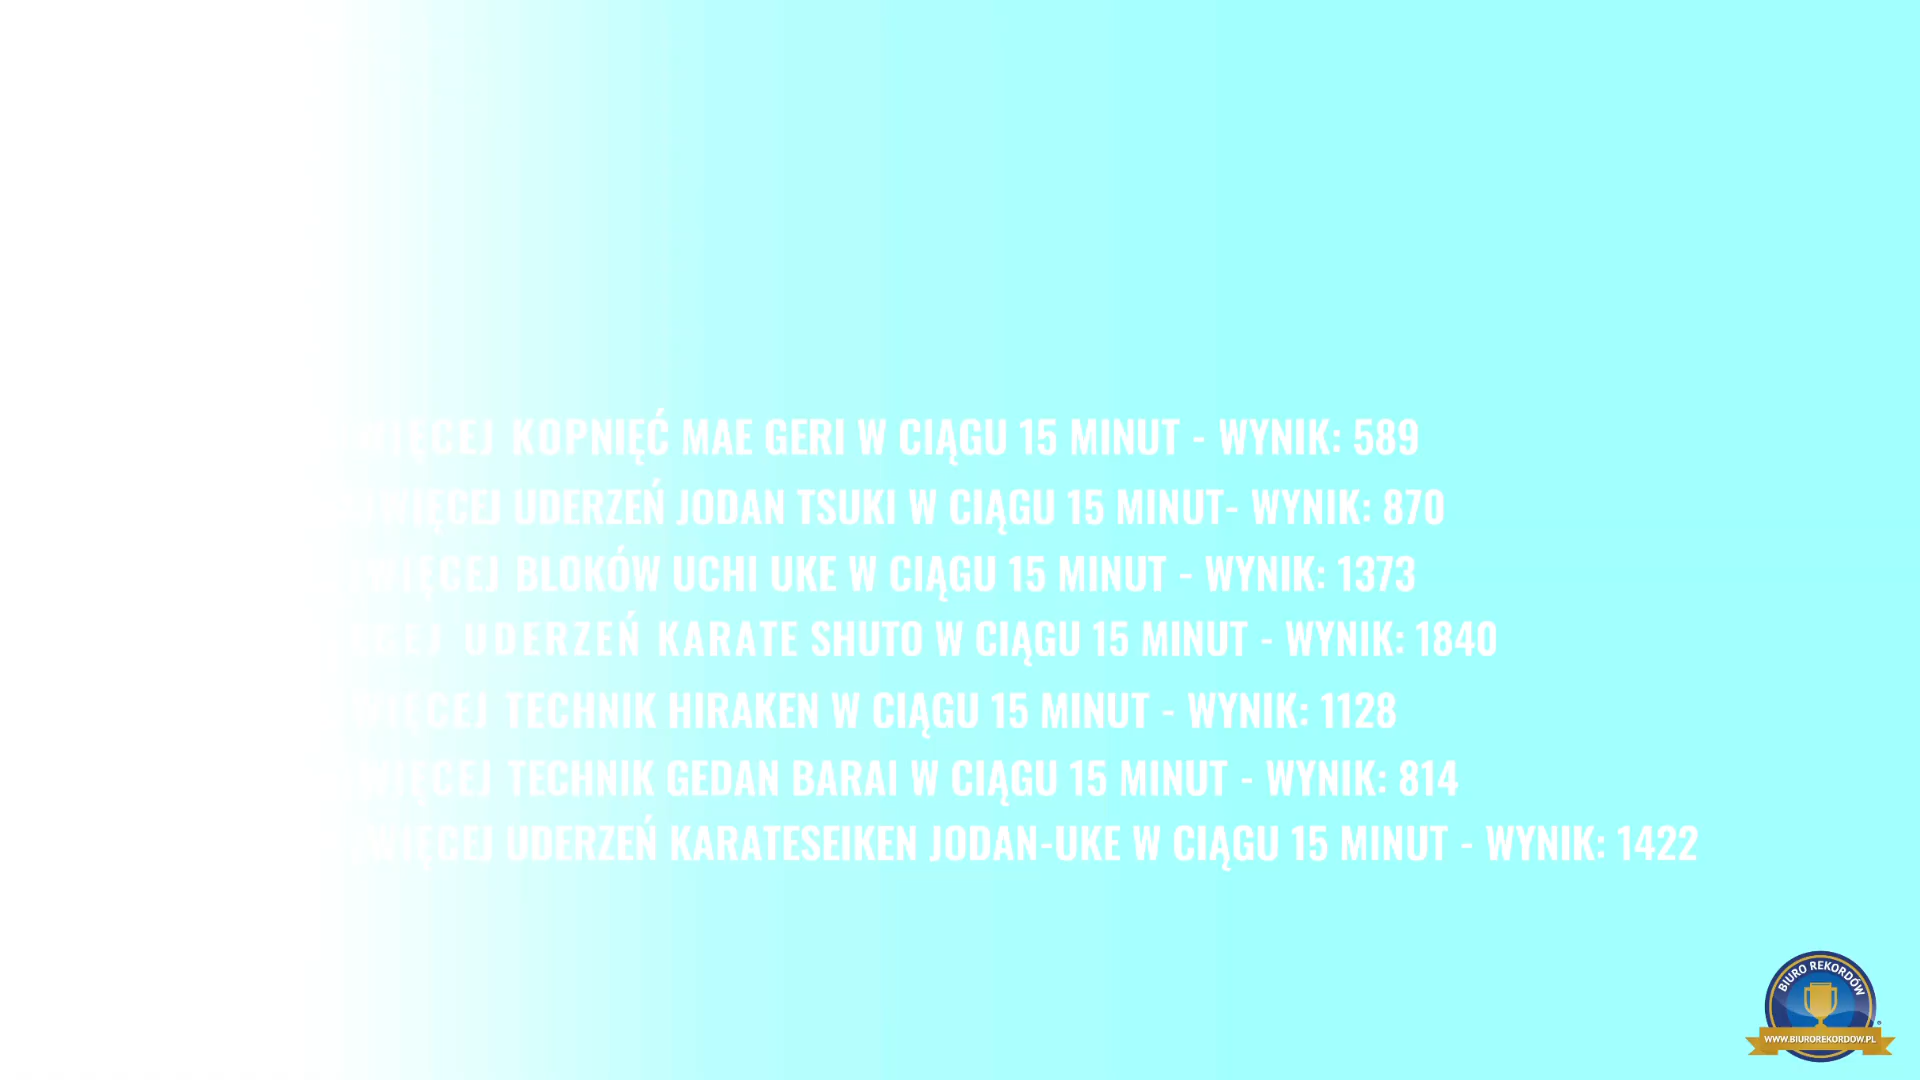 WIĘCEJ KOPNIĘĆ MAE GERI W CIĄGU 15 MINUT - WYNIK: 589
WIĘCEJ UDERZEŃ JODAN TSUKI W CIĄGU 15 MINUT- WYNIK: 870
WIĘCEJ BLOKÓW UCHI UKE W CIĄGU 15 MINUT - WYNIK: 1373
UDERZEŃ KARATE SHUTO W CIĄGU 15 MINUT - WYNIK: 1840
WIĘCEJ TECHNIK HIRAKEN W CIĄGU 15 MINUT - WYNIK: 1128
WIĘCEJ TECHNIK GEDAN BARAI W CIĄGU 15 MINUT - WYNIK: 814
WIĘCEJ UDERZEŃ KARATESEIKEN JODAN-UKE W CIĄGU 15 MINUT - WYNIK: 1422
BIURO REKORDÓW
WWW.BIUROREKORDOW.PL